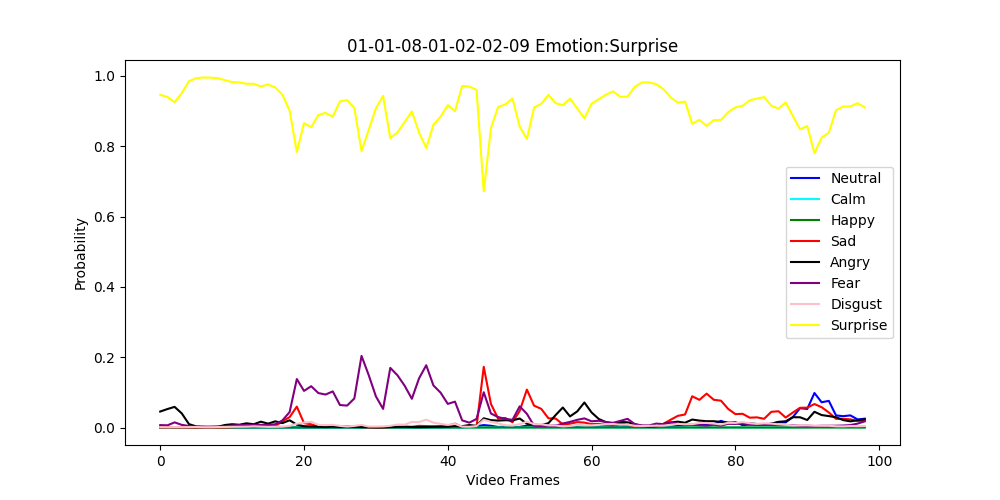 01-01-08-01-02-02-09 Emotion:Surprise
1.0
0.8
0.6
0.4
0.2
0.0
Probability
Neutral
Calm
Happy
Sad
Angry
Fear
Disgust
Surprise
0 20 40 60 80 100
Video Frames